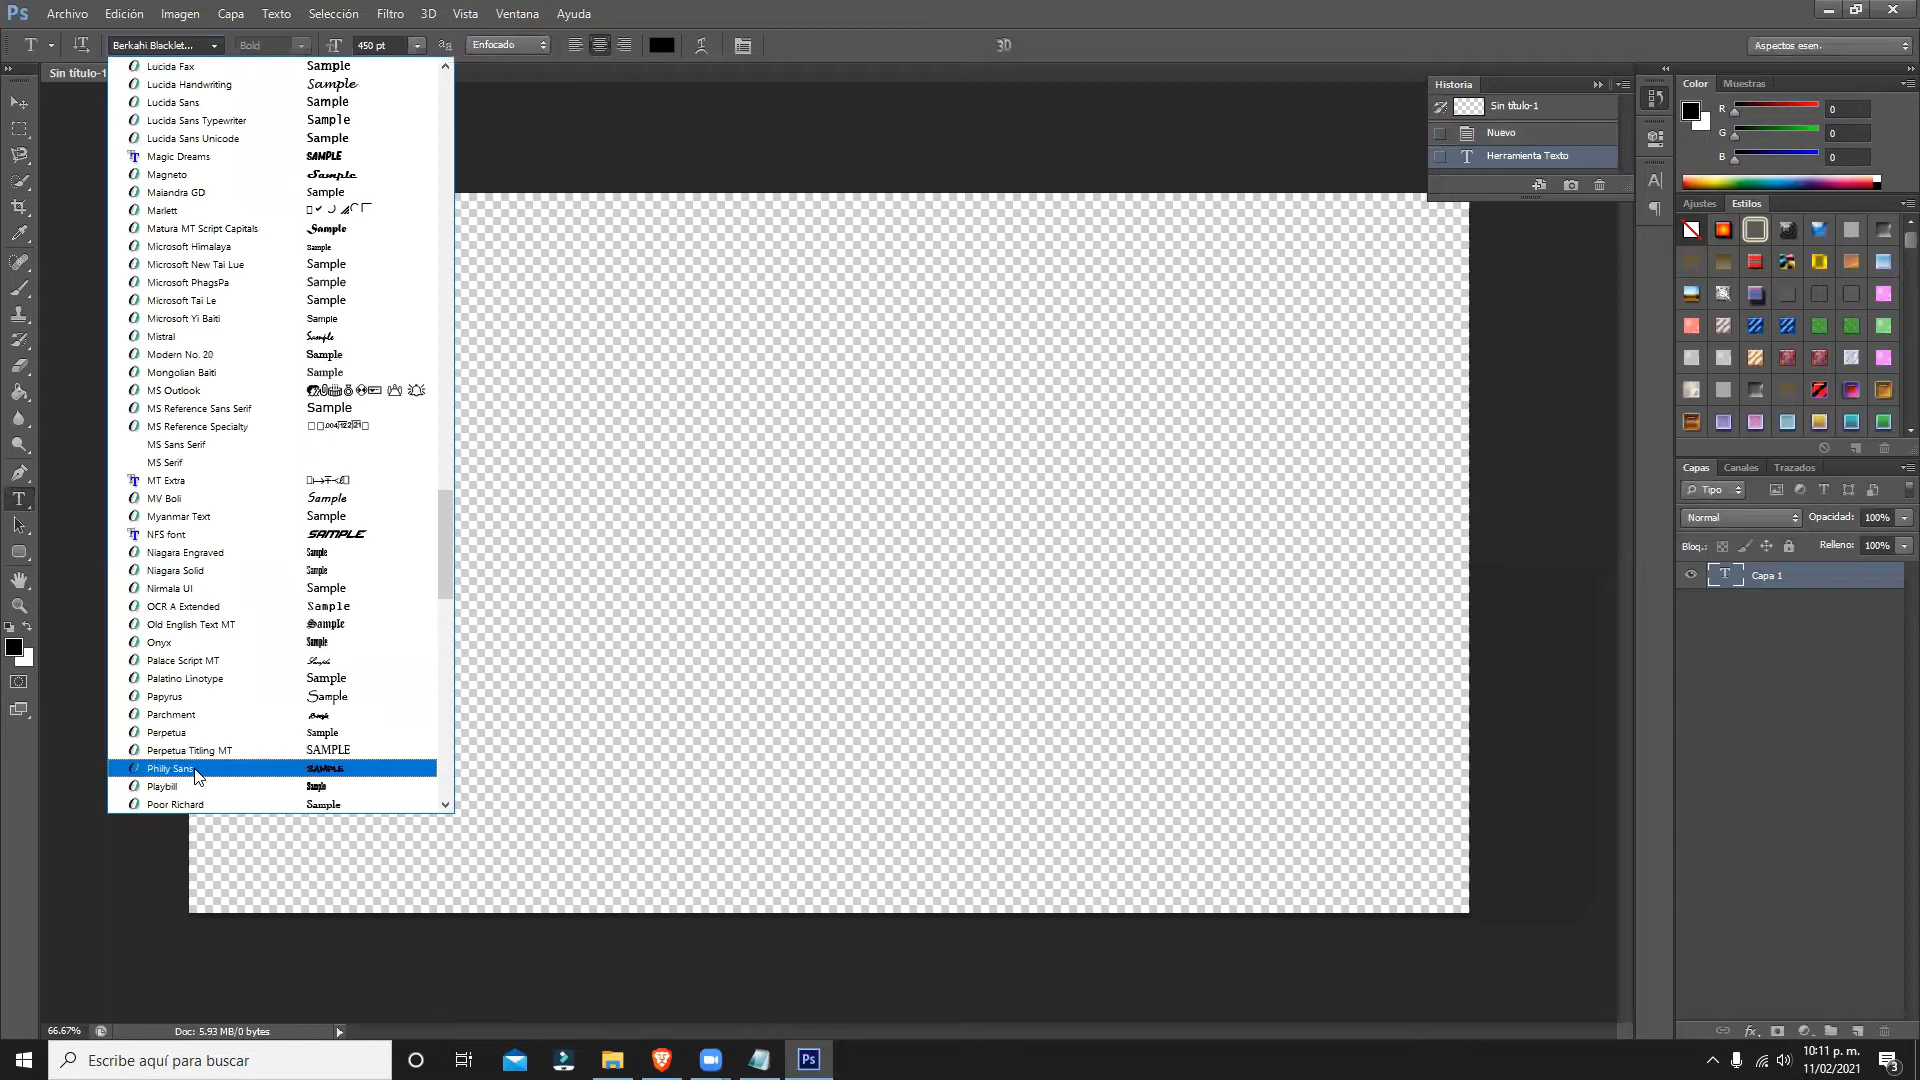 Ps Archivo Edición Imagen Capa Texto Selección Filtro 3D Vista Ventana Ayuda
T Berkahi Blacklet... Bold 450 pt aa Enfocado 3D Aspectos esen.
Sin título-1
Lucida Fax Sample
Lucida Handwriting Sample
Lucida Sans Sample
Lucida Sans Typewriter Sample
Lucida Sans Unicode Sample
Magic Dreams SAMPLE
Magneto Sample
Maiandra GD Sample
Marlett
Matura MT Script Capitals Sample
Microsoft Himalaya Sample
Microsoft New Tai Lue Sample
Microsoft PhagsPa Sample
Microsoft Tai Le Sample
Microsoft Yi Baiti Sample
Mistral Sample
Modern No. 20 Sample
Mongolian Baiti Sample
MS Outlook
MS Reference Sans Serif Sample
MS Reference Specialty
MS Sans Serif
MS Serif
MT Extra
MV Boli Sample
Myanmar Text Sample
NFS font SAMPLE
Niagara Engraved Sample
Niagara Solid Sample
Nirmala UI Sample
OCR A Extended Sample
Old English Text MT Sample
Onyx Sample
Palace Script MT Sample
Palatino Linotype Sample
Papyrus Sample
Parchment Sample
Perpetua Sample
Perpetua Titling MT SAMPLE
Philly Sans SAMPLE
Playbill Sample
Poor Richard Sample
Historia
Sin título-1
Nuevo
Herramienta Texto
Color Muestras
R 0
G 0
B 0
Ajustes Estilos
Capas Canales Trazados
Tipo
Normal Opacidad: 100%
Bloq.: Relleno: 100%
Capa 1
66.67% Doc: 5.93 MB/0 bytes
Escribe aquí para buscar
Ps
10:11 p. m.
11/02/2021
3